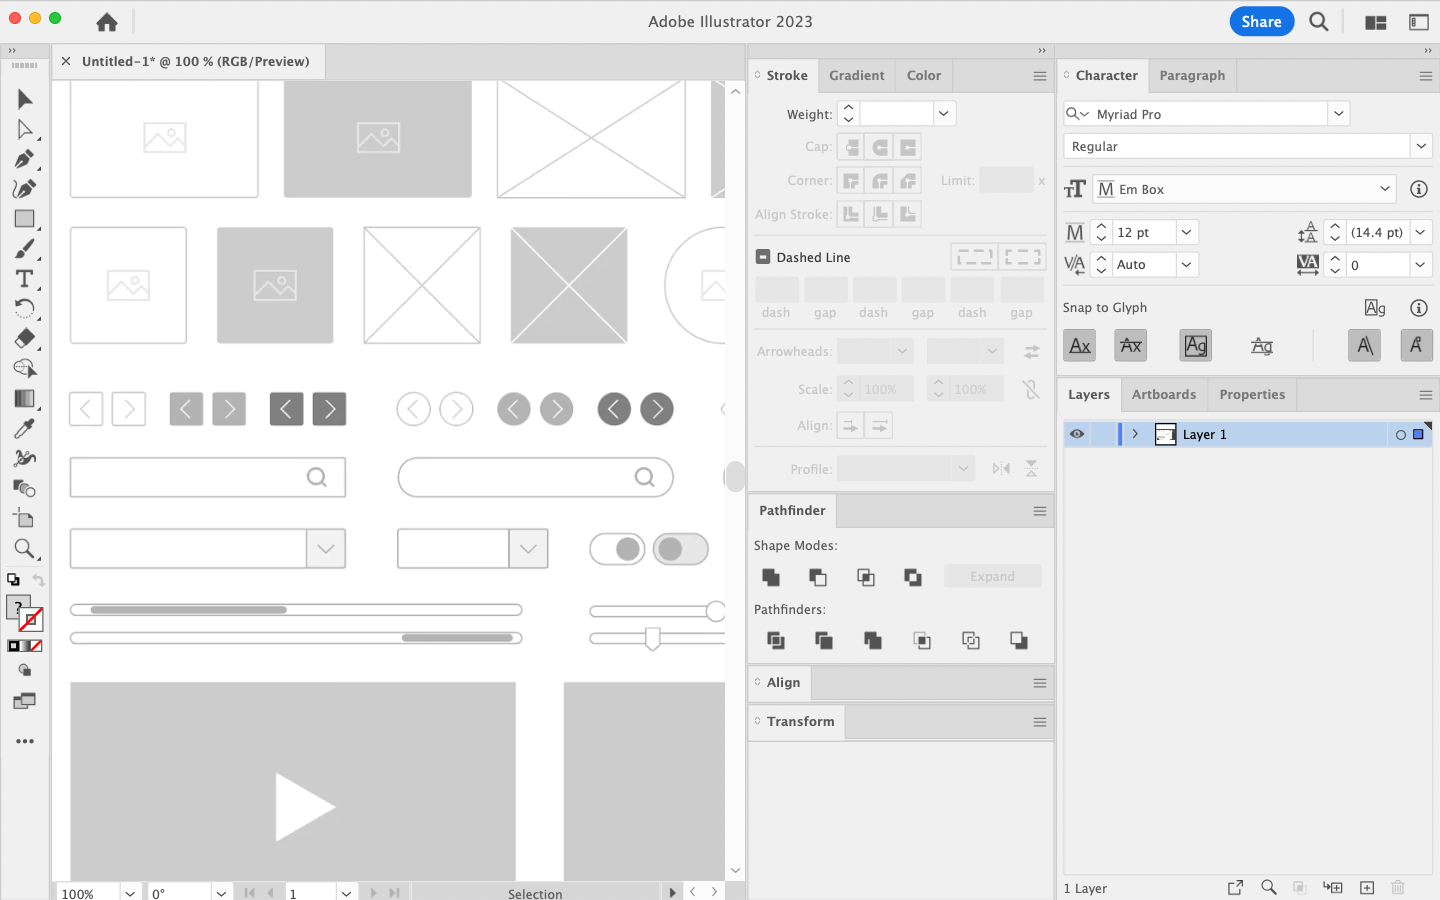 Adobe Illustrator 2023
Share
Untitled-1* @ 100 % (RGB/Preview)
Stroke
Gradient
Color
Weight:
Cap:
Corner:
Limit:
x
Align Stroke:
Dashed Line
dash
gap
dash
gap
dash
gap
Arrowheads:
Scale:
100%
100%
Align:
Profile:
Pathfinder
Shape Modes:
Expand
Pathfinders:
Align
Transform
Character
Paragraph
Myriad Pro
Regular
Em Box
12 pt
(14.4 pt)
Auto
0
Snap to Glyph
Layers
Artboards
Properties
Layer 1
1 Layer
100%
0°
1
Selection